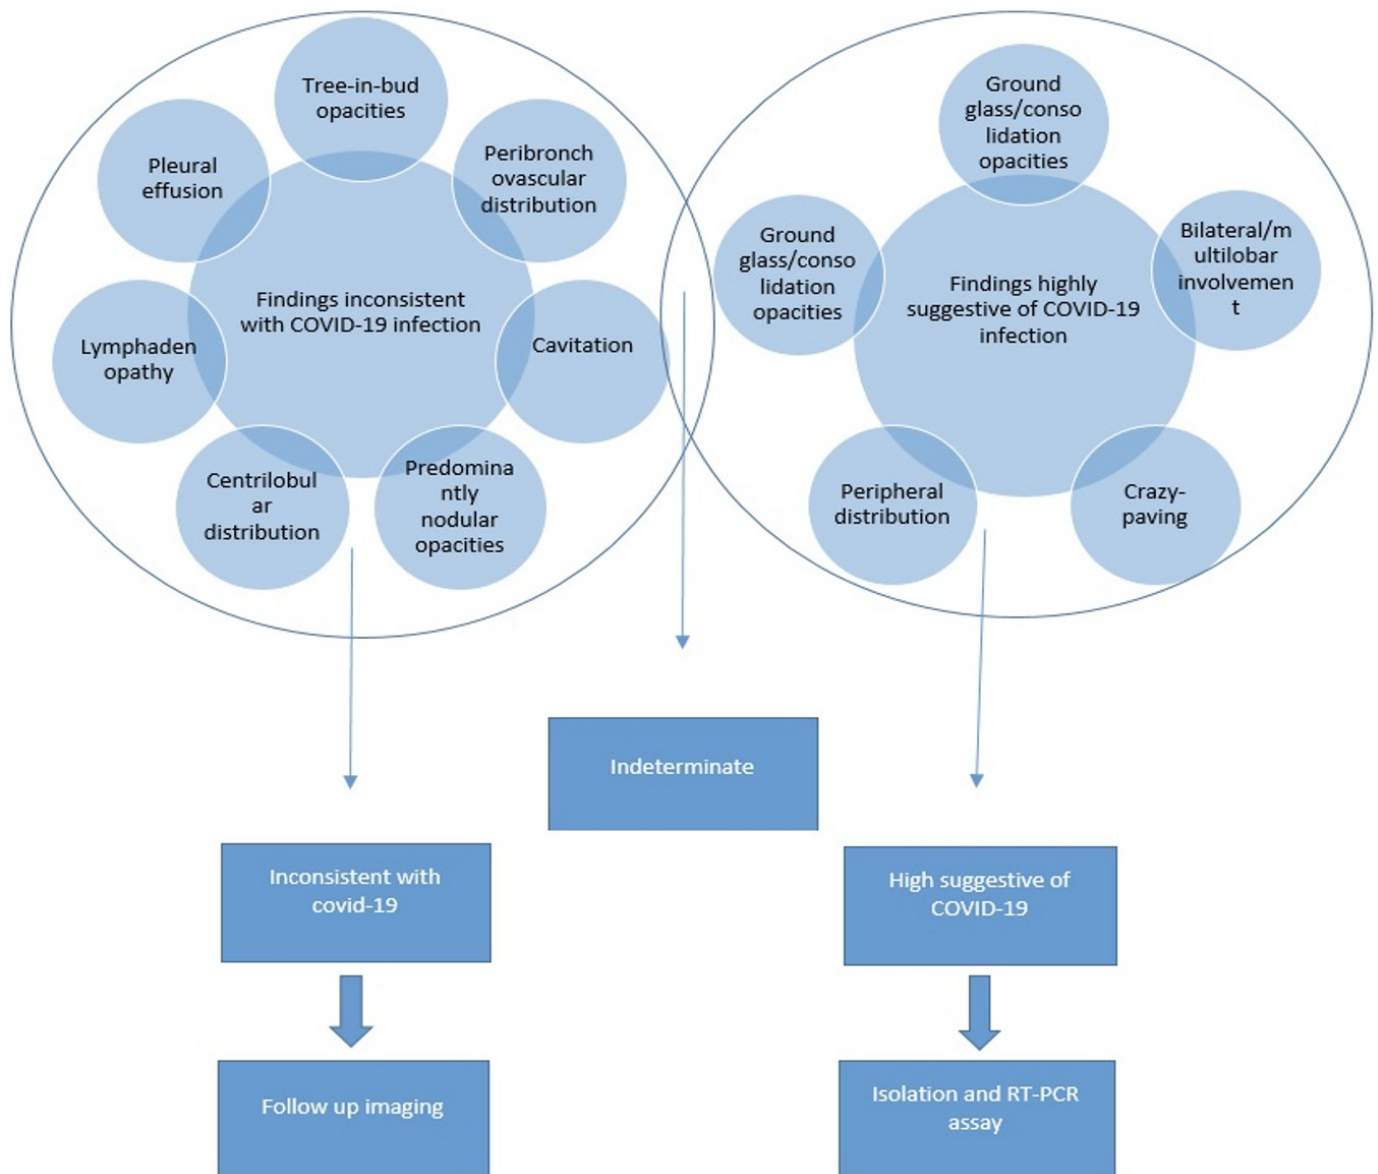 Tree-in-bud
opacities
Pleural
effusion
Peribronch
ovascular
distribution
Findings inconsistent
with COVID-19 infection
Lymphaden
opathy
Cavitation
Centrilobul
ar
distribution
Predomina
ntly
nodular
opacities
Ground
glass/conso
lidation
opacities
Ground
glass/conso
lidation
opacities
Bilateral/m
ultilobar
involvemen
t
Findings highly
suggestive of COVID-19
infection
Peripheral
distribution
Crazy-
paving
Indeterminate
Inconsistent with
covid-19
High suggestive of
COVID-19
Follow up imaging
Isolation and RT-PCR
assay